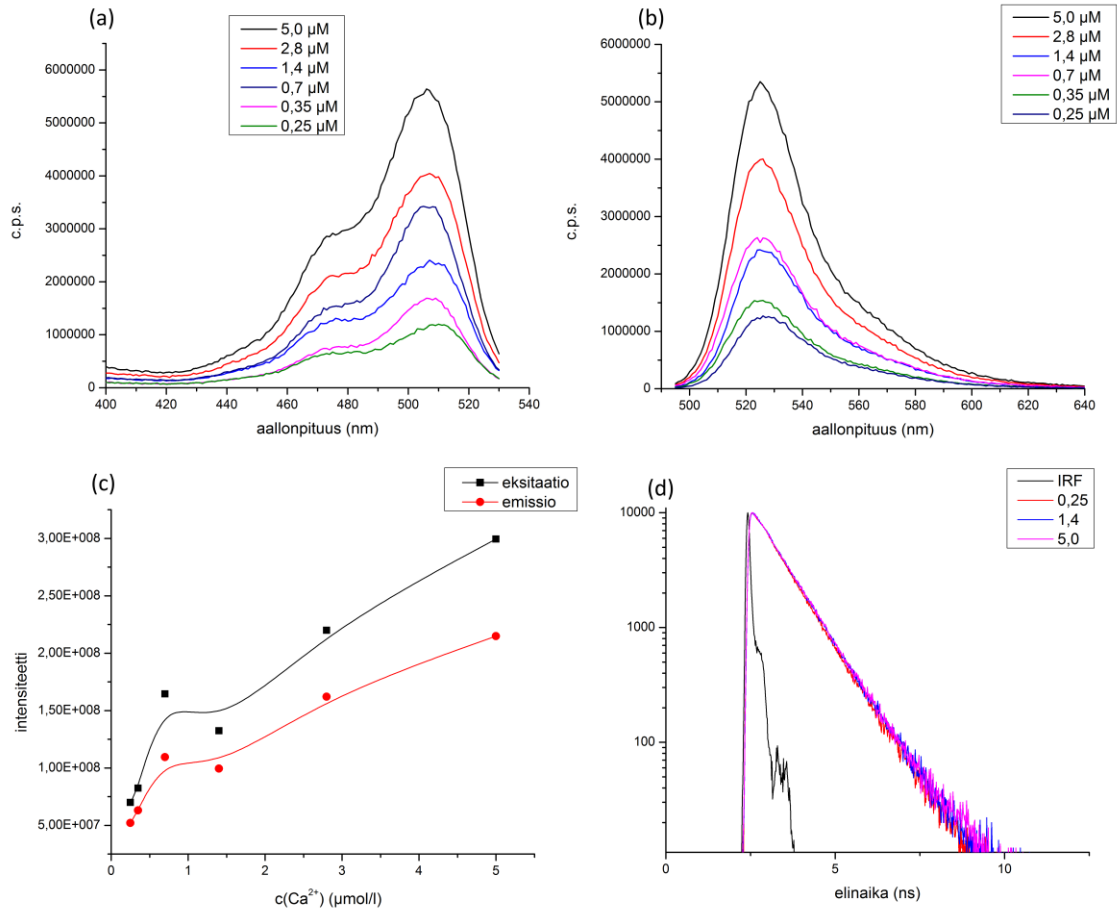 (a)
5,0 µM
2,8 µM
1,4 µM
0,7 µM
0,35 µM
0,25 µM
6000000
5000000
4000000
3000000
2000000
1000000
0
c.p.s.
400 420 440 460 480 500 520 540
aallonpituus (nm)
(b)
5,0 µM
2,8 µM
1,4 µM
0,7 µM
0,35 µM
0,25 µM
6000000
5000000
4000000
3000000
2000000
1000000
0
c.p.s.
500 520 540 560 580 600 620 640
aallonpituus (nm)
(c)
eksitaatio
emissio
3,00E+008
2,50E+008
2,00E+008
1,50E+008
1,00E+008
5,00E+007
intensiteetti
0 1 2 3 4 5
c(Ca²⁺) (µmol/l)
(d)
IRF
0,25
1,4
5,0
10000
1000
100
0 5 10
elinaika (ns)